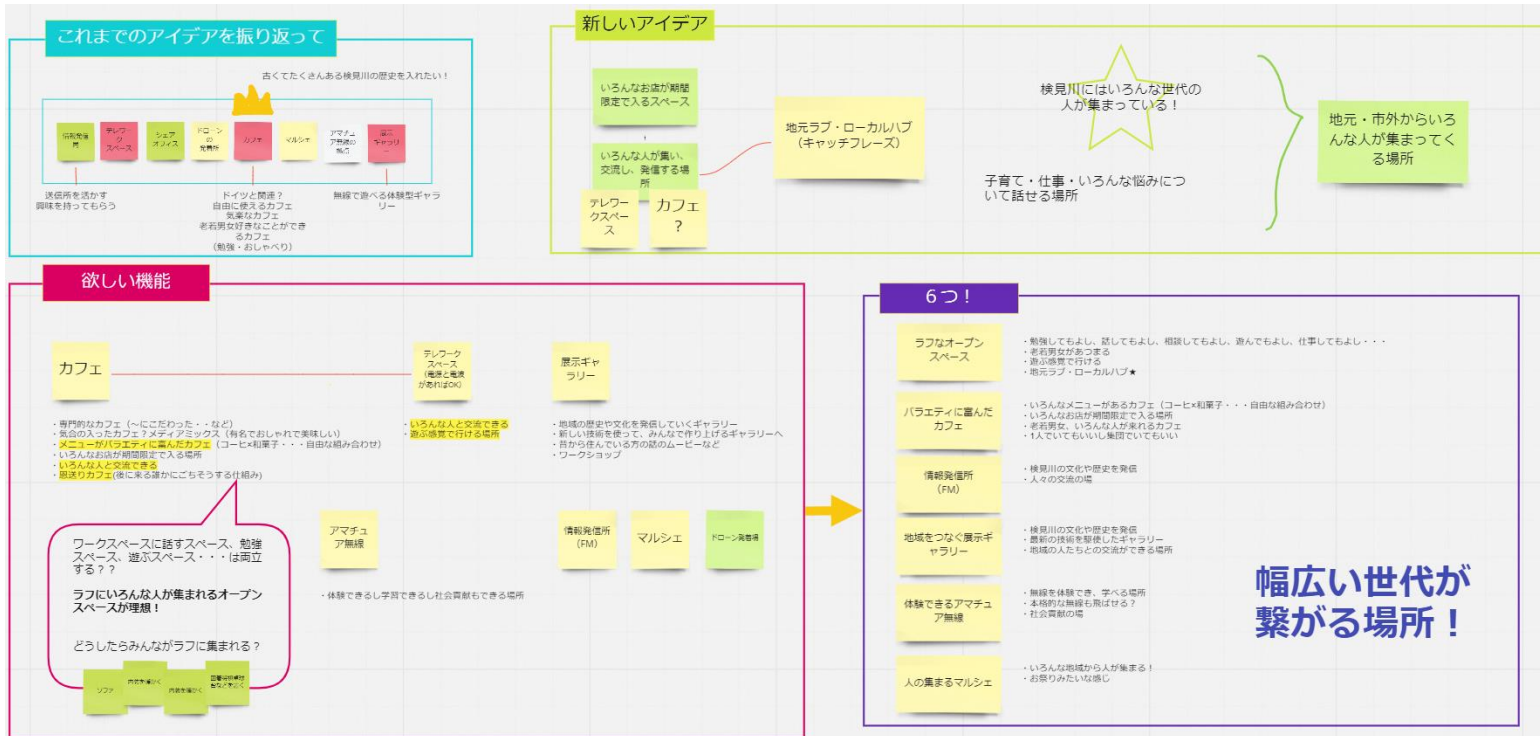 これまでのアイデアを振り返って
古くてたくさんある検見川の歴史を入れたい！
情報発信
局
テレワー
ク
スペース
シェア
オフィス
ドローン
の
発着所
カフェ
マルシェ
アマチュ
ア無線の
拠点
展示
ギャラリ
ー
送信所を活かす
興味を持ってもらう
ドイツと関連？
自由に使えるカフェ
気楽なカフェ
老若男女好きなことができ
るカフェ
（勉強・おしゃべり）
無線で遊べる体験型ギャラ
リー
新しいアイデア
いろんなお店が期間
限定で入るスペース
いろんな人が集い、
交流し、発信する場
所
テレワー
クスペー
ス
カフェ
？
地元ラブ・ローカルハブ
（キャッチフレーズ）
検見川にはいろんな世代の
人が集まっている！
子育て・仕事・いろんな悩みにつ
いて話せる場所
地元・市外からいろ
んな人が集まってく
る場所
欲しい機能
カフェ
・専門的なカフェ（～にこだわった・・など）
・気合の入ったカフェ？メディアミックス（有名でおしゃれで美味しい）
・メニューがバラエティに富んだカフェ（コーヒ×和菓子・・・自由な組み合わせ）
・いろんなお店が期間限定で入る場所
・いろんな人と交流できる
・恩送りカフェ(後に来る誰かにごちそうする仕組み)
テレワーク
スペース
（電源と電波
があればOK）
・いろんな人と交流できる
・遊ぶ感覚で行ける場所
展示ギャ
ラリー
・地域の歴史や文化を発信していくギャラリー
・新しい技術を使って、みんなで作り上げるギャラリーへ
・昔から住んでいる方の話のムービーなど
・ワークショップ
ワークスペースに話すスペース、勉強
スペース、遊ぶスペース・・・は両立
する？？
ラフにいろんな人が集まれるオープン
スペースが理想！
どうしたらみんながラフに集まれる？
ソファ
内装を暖かく
内装を暖かく
アマチュ
ア無線
・体験できるし学習できるし社会貢献もできる場所
情報発信所
（FM）
マルシェ
ドローン発着場
６つ！
ラフなオープン
スペース
・勉強してもよし、話してもよし、相談してもよし、遊んでもよし、仕事してもよし・・・
・老若男女があつまる
・遊ぶ感覚で行ける
・地元ラブ・ローカルハブ★
バラエティに富んだ
カフェ
・いろんなメニューがあるカフェ（コーヒ×和菓子・・・自由な組み合わせ）
・いろんなお店が期間限定で入る場所
・老若男女、いろんな人が来れるカフェ
・1人でいてもいいし集団でいてもいい
情報発信所
（FM）
・検見川の文化や歴史を発信
・人々の交流の場
地域をつなぐ展示ギ
ャラリー
・検見川の文化や歴史を発信
・最新の技術を駆使したギャラリー
・地域の人たちとの交流ができる場所
体験できるアマチュ
ア無線
・無線を体験でき、学べる場所
・本格的な無線も飛ばせる？
・社会貢献の場
人の集まるマルシェ
・いろんな地域から人が集まる！
・お祭りみたいな感じ
幅広い世代が
繋がる場所！